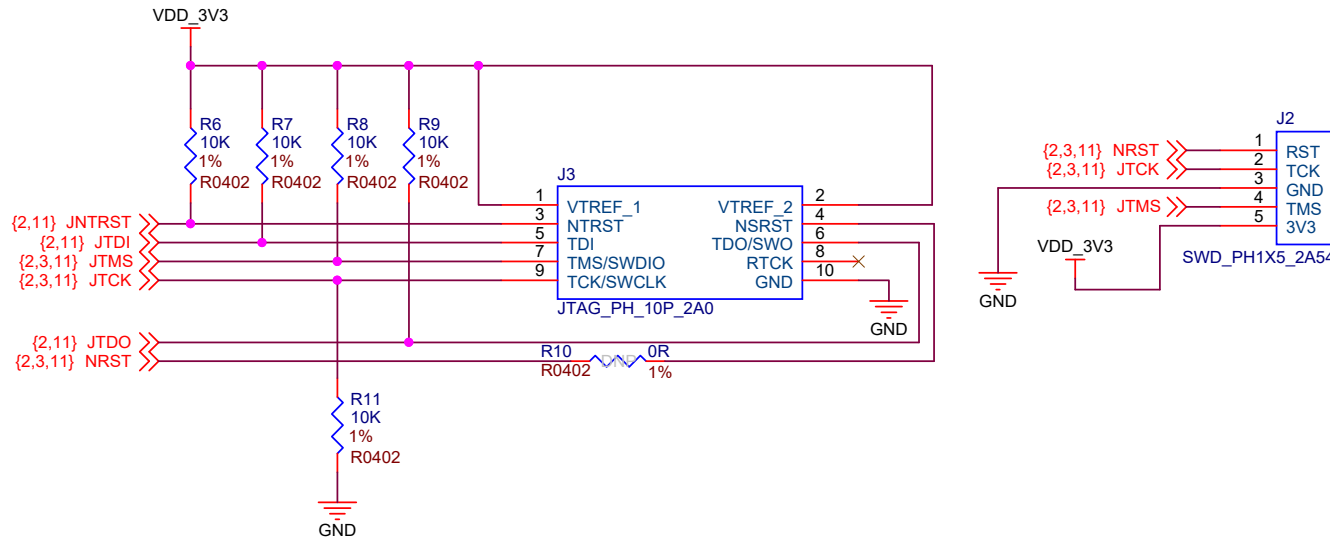 VDD_3V3
R6
10K
1%
R0402
R7
10K
1%
R0402
R8
10K
1%
R0402
R9
10K
1%
R0402
{2,11} JNTRST
{2,11} JTDI
{2,3,11} JTMS
{2,3,11} JTCK
{2,11} JTDO
{2,3,11} NRST
J3
1 VTREF_1 VTREF_2 2
3 NTRST NSRST 4
5 TDI TDO/SWO 6
7 TMS/SWDIO RTCK 8
9 TCK/SWCLK GND 10
JTAG_PH_10P_2A0
GND
R10 DNP 0R
R0402 1%
R11
10K
1%
R0402
GND
J2
{2,3,11} NRST 1 RST
{2,3,11} JTCK 2 TCK
3 GND
{2,3,11} JTMS 4 TMS
5 3V3
VDD_3V3
SWD_PH1X5_2A54
GND